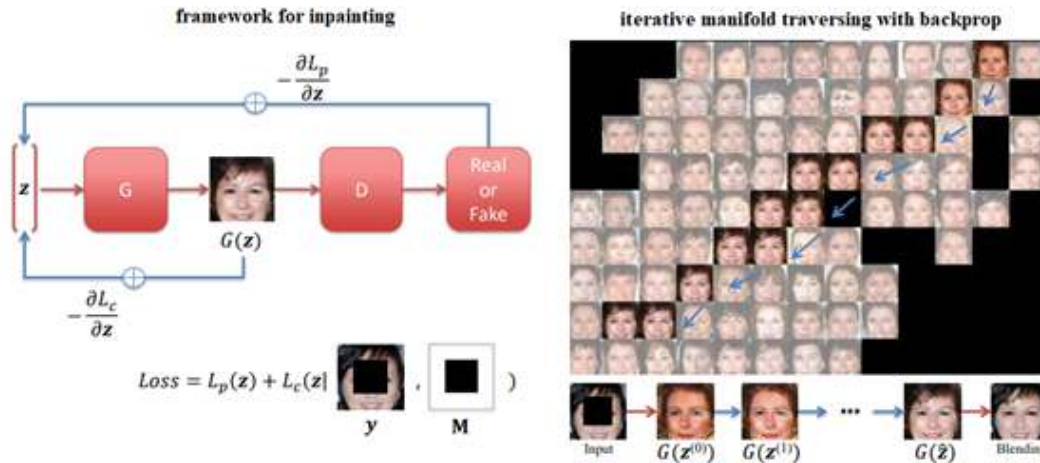 framework for inpainting
− ∂L_p / ∂z
z
G
G(z)
D
Real
or
Fake
− ∂L_c / ∂z
Loss = L_p(z) + L_c(z| , )
y
M
iterative manifold traversing with backprop
Input
G(z^(0))
G(z^(1))
•••
G(ẑ)
Blending